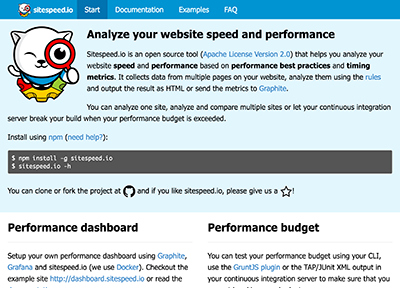 sitespeed.io Start Documentation Examples FAQ
Analyze your website speed and performance
Sitespeed.io is an open source tool (Apache License Version 2.0) that helps you analyze your
website speed and performance based on performance best practices and timing
metrics. It collects data from multiple pages on your website, analyze them using the rules
and output the result as HTML or send the metrics to Graphite.
You can analyze one site, analyze and compare multiple sites or let your continuous integration
server break your build when your performance budget is exceeded.
Install using npm (need help?):
$ npm install -g sitespeed.io
$ sitespeed.io -h
You can clone or fork the project at and if you like sitespeed.io, please give us a !
Performance dashboard
Setup your own performance dashboard using Graphite,
Grafana and sitespeed.io (we use Docker). Checkout the
example site http://dashboard.sitespeed.io or read the
Performance budget
You can test your performance budget using your CLI,
use the GruntJS plugin or the TAP/JUnit XML output in
your continuous integration server to make sure that you